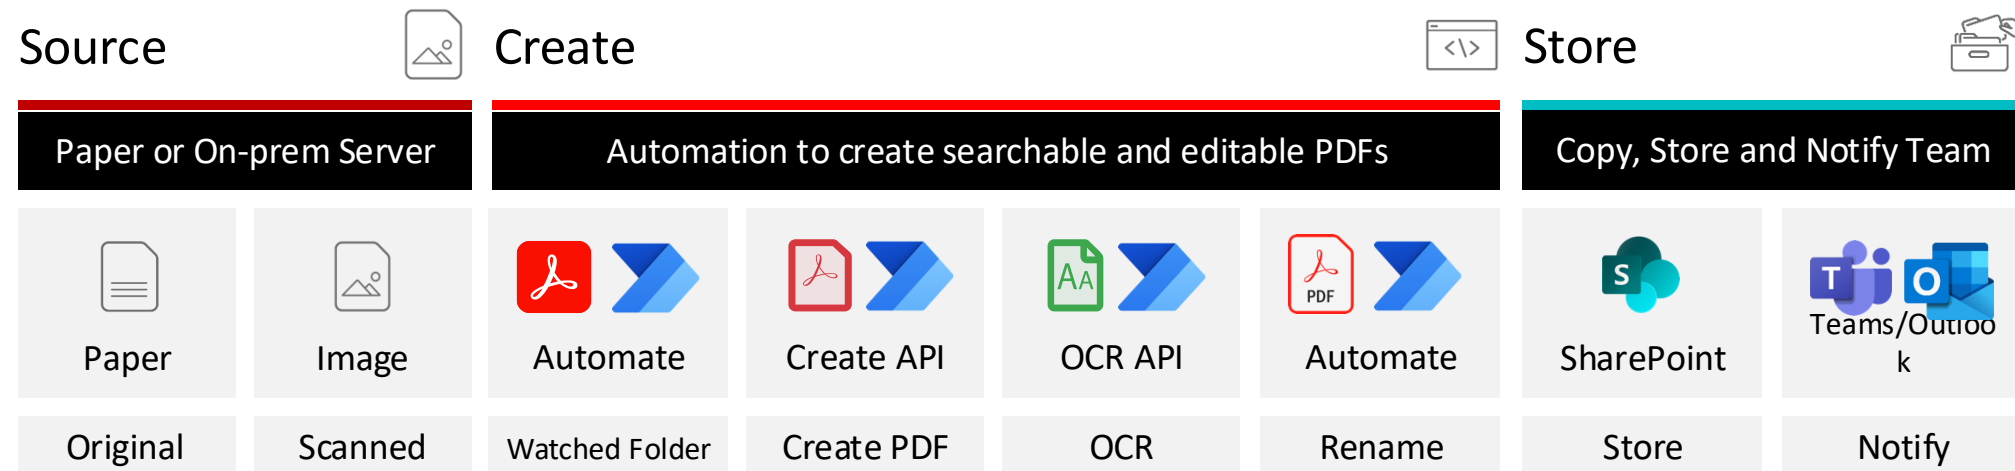 Source
Create
Store
Paper or On-prem Server
Automation to create searchable and editable PDFs
Copy, Store and Notify Team
Paper
Image
Automate
Create API
AA
OCR API
PDF
Automate
S
SharePoint
T
O
Teams/Outloo
k
Original
Scanned
Watched Folder
Create PDF
OCR
Rename
Store
Notify